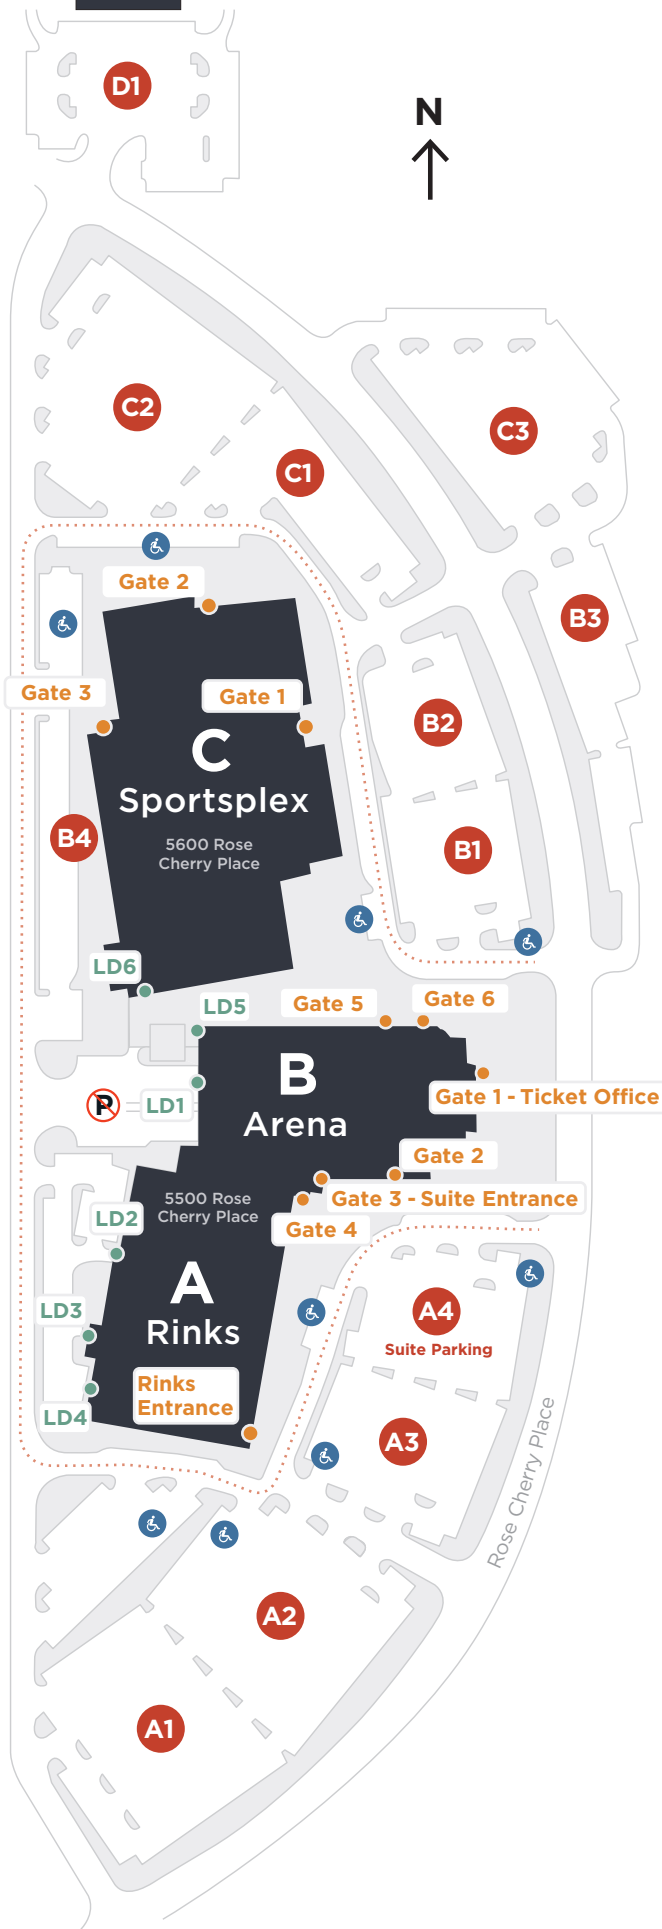 D1
N
C2
C3
C1
Gate 2
B3
Gate 3
Gate 1
B2
C
Sportsplex
B4
5600 Rose
Cherry Place
B1
LD6
LD5
Gate 5
Gate 6
B
Arena
Gate 1 - Ticket Office
P
LD1
Gate 2
5500 Rose
Cherry Place
Gate 3 - Suite Entrance
LD2
Gate 4
A
Rinks
LD3
A4
Suite Parking
Rinks
Entrance
LD4
A3
Rose Cherry Place
A2
A1